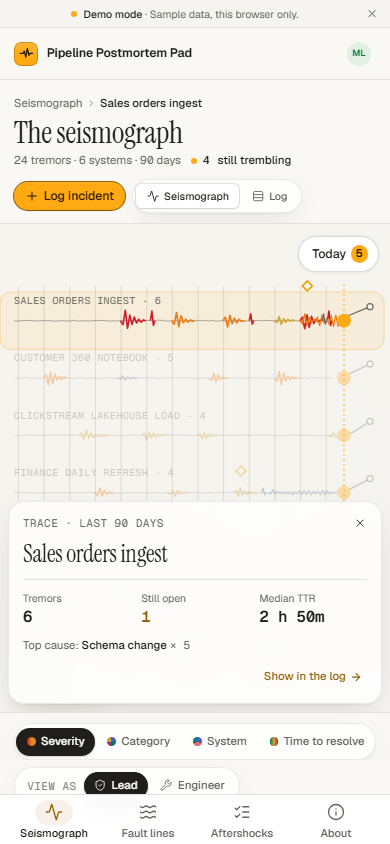 Demo mode · Sample data, this browser only.
Pipeline Postmortem Pad
ML
Seismograph > Sales orders ingest
The seismograph
24 tremors · 6 systems · 90 days 4 still trembling
+ Log incident Seismograph Log
Today 5
SALES ORDERS INGEST · 6
CUSTOMER 360 NOTEBOOK · 5
CLICKSTREAM LAKEHOUSE LOAD · 4
FINANCE DAILY REFRESH · 4
TRACE · LAST 90 DAYS
Sales orders ingest
Tremors Still open Median TTR
6 1 2 h 50m
Top cause: Schema change × 5
Show in the log →
Severity Category System Time to resolve
VIEW AS Lead Engineer
Seismograph Fault lines Aftershocks About